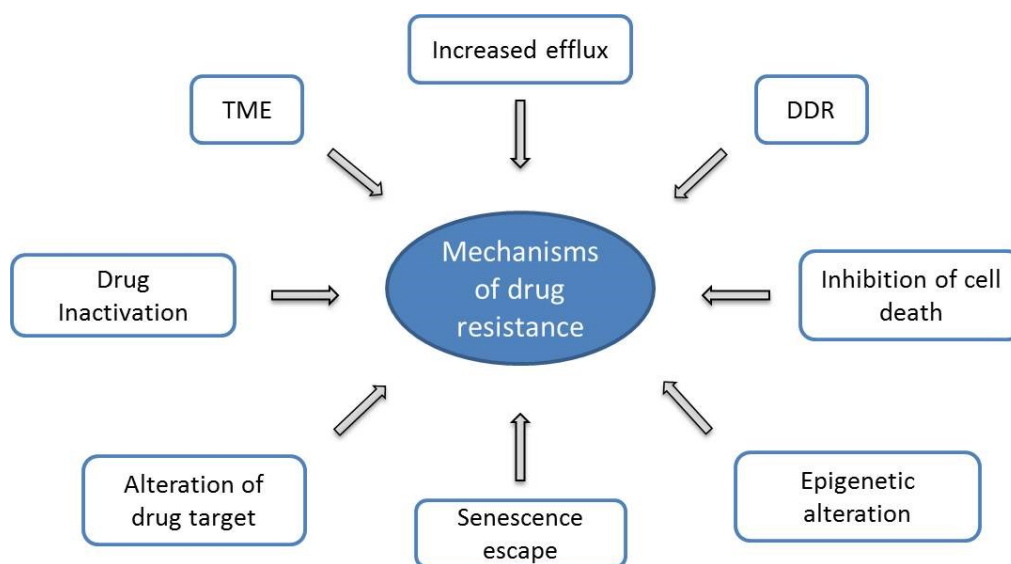 Increased efflux
TME
DDR
Mechanisms
of drug
resistance
Drug
Inactivation
Inhibition of cell
death
Alteration of
drug target
Senescence
escape
Epigenetic
alteration